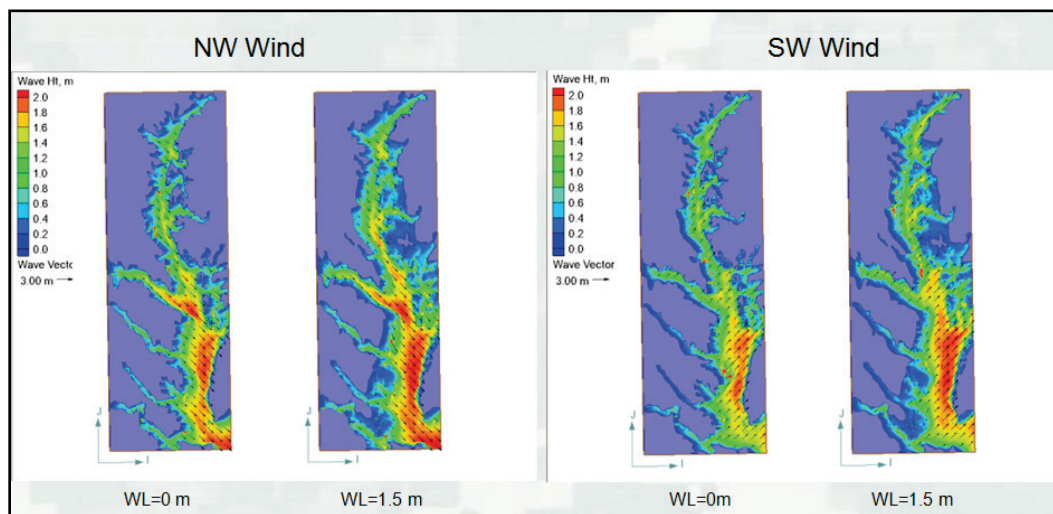 NW Wind
SW Wind
Wave Ht, m
2.0
1.8
1.6
1.4
1.2
1.0
0.8
0.6
0.4
0.2
0.0
Wave Vectc
3.00 m
J
I
J
I
WL=0 m
WL=1.5 m
Wave Ht, m
2.0
1.8
1.6
1.4
1.2
1.0
0.8
0.6
0.4
0.2
0.0
Wave Vector
3.00 m
J
I
J
I
WL=0m
WL=1.5 m